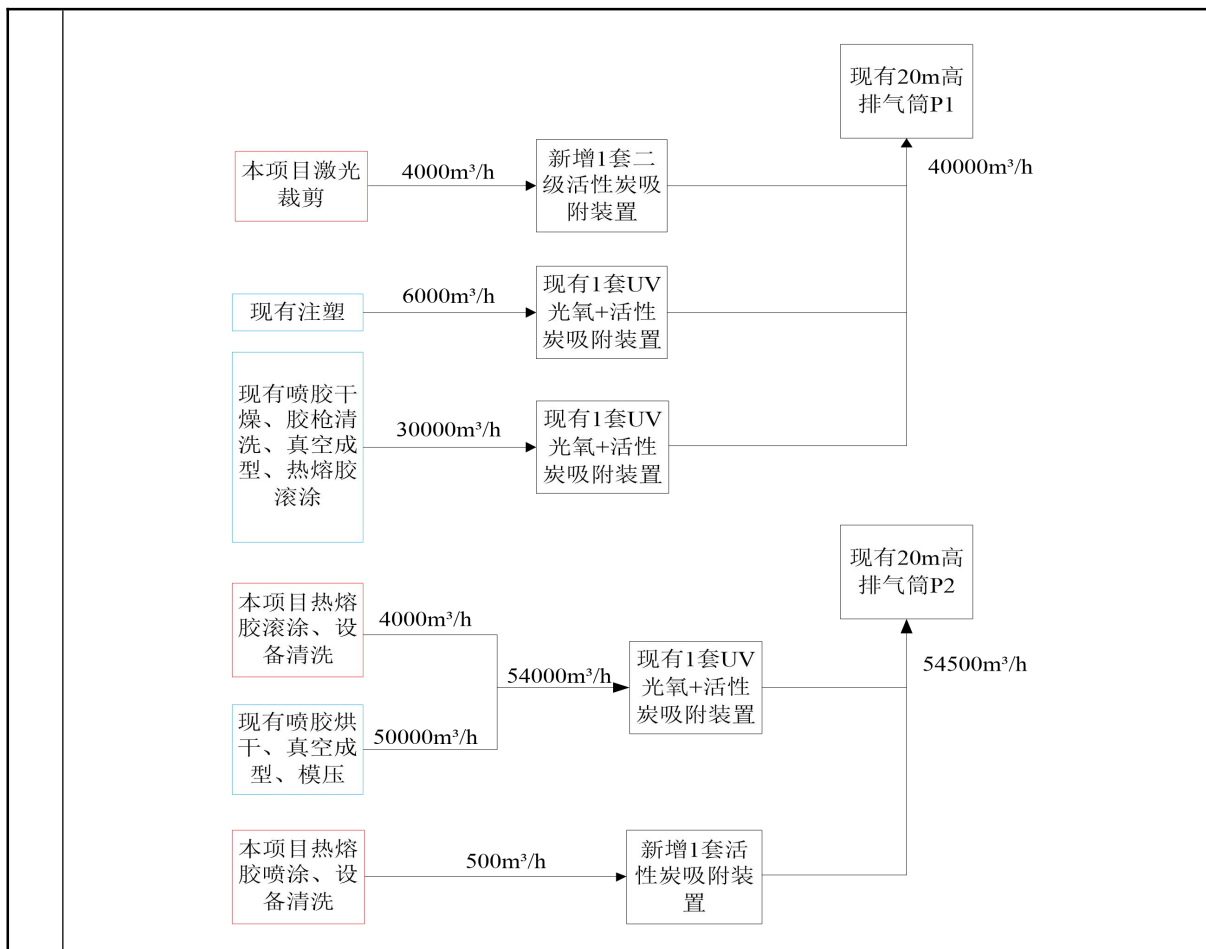 现有20m高
排气筒P1
本项目激光
裁剪
4000m³/h
新增1套二
级活性炭吸
附装置
40000m³/h
现有注塑
6000m³/h
现有1套UV
光氧+活性
炭吸附装置
现有喷胶干
燥、胶枪清
洗、真空成
型、热熔胶
滚涂
30000m³/h
现有1套UV
光氧+活性
炭吸附装置
现有20m高
排气筒P2
本项目热熔
胶滚涂、设
备清洗
4000m³/h
54000m³/h
现有1套UV
光氧+活性
炭吸附装置
54500m³/h
现有喷胶烘
干、真空成
型、模压
50000m³/h
本项目热熔
胶喷涂、设
备清洗
500m³/h
新增1套活
性炭吸附装
置